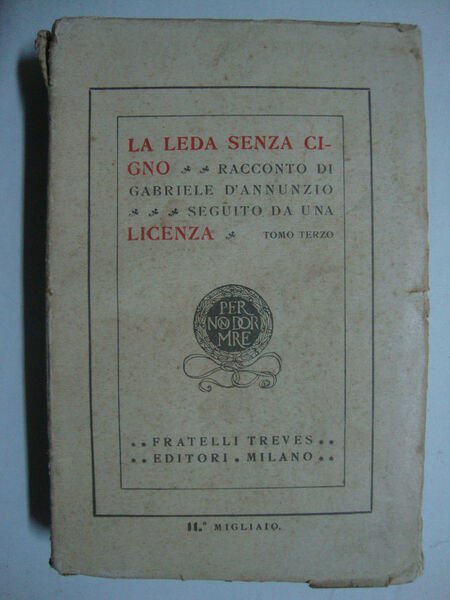 LA LEDA SENZA CI-
GNO RACCONTO DI
GABRIELE D'ANNUNZIO
SEGUITO DA UNA
LICENZA TOMO TERZO
PER
NON DOR
MIRE
FRATELLI TREVES
EDITORI. MILANO
11.° MIGLIAIO.